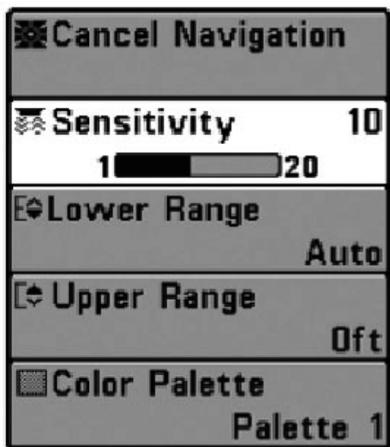 Cancel Navigation
Sensitivity 10
1 20
Lower Range
Auto
Upper Range
0ft
Color Palette
Palette 1